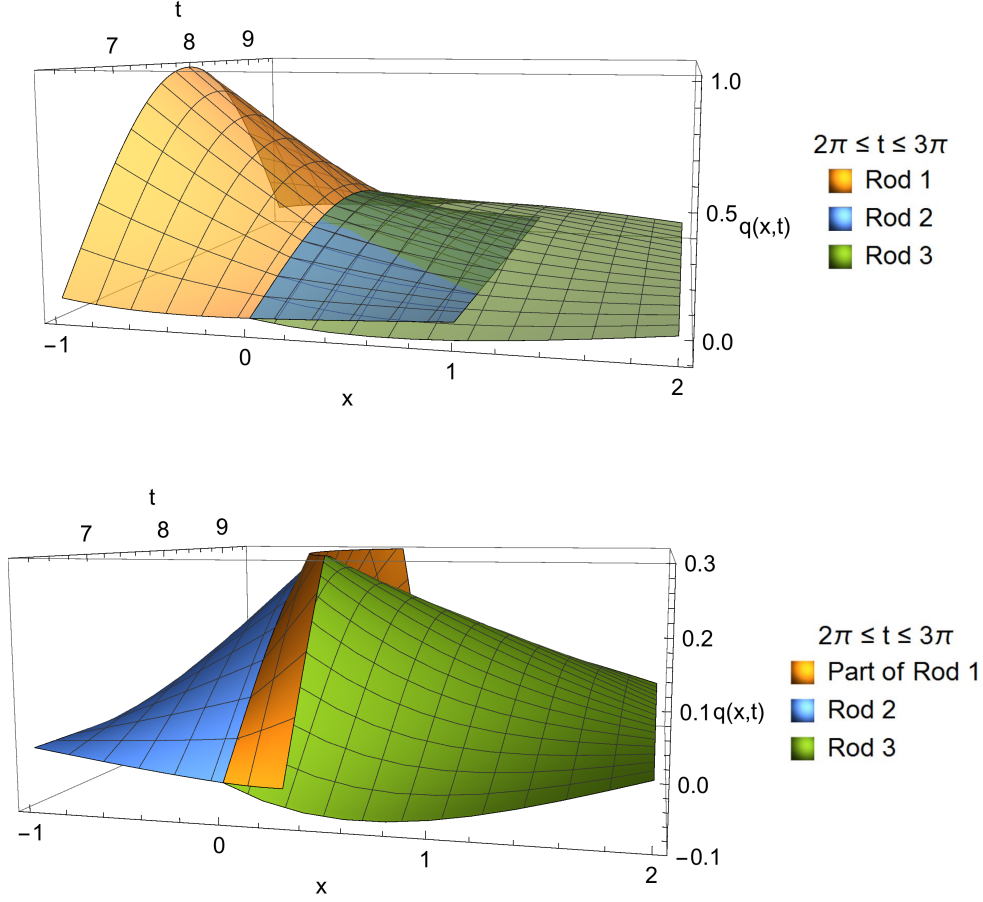 t
7 8 9
1.0
0.5
q(x,t)
0.0
−1 0 1 2
x
2π ≤ t ≤ 3π
Rod 1
Rod 2
Rod 3
t
7 8 9
0.3
0.2
0.1 q(x,t)
0.0
−0.1
−1 0 1 2
x
2π ≤ t ≤ 3π
Part of Rod 1
Rod 2
Rod 3